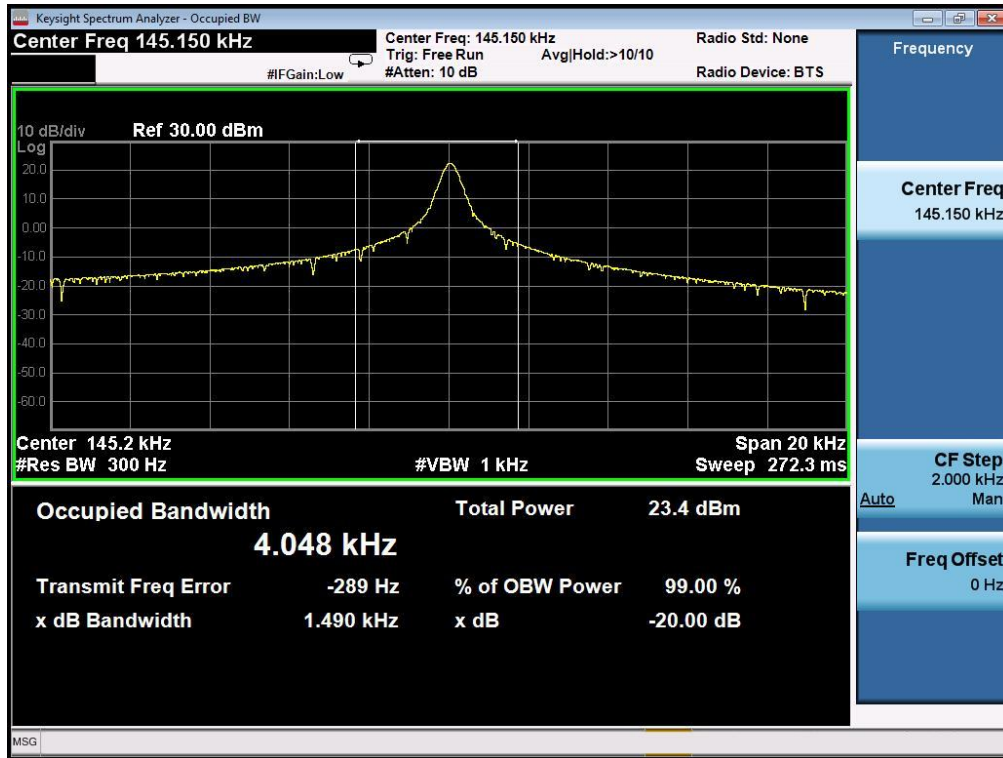 Keysight Spectrum Analyzer - Occupied BW
Center Freq 145.150 kHz
Center Freq: 145.150 kHz
Radio Std: None
Trig: Free Run
Avg|Hold:>10/10
#IFGain:Low
#Atten: 10 dB
Radio Device: BTS
10 dB/div
Ref 30.00 dBm
Log
20.0
10.0
0.00
-10.0
-20.0
-30.0
-40.0
-50.0
-60.0
Center 145.2 kHz
Span 20 kHz
#Res BW 300 Hz
#VBW 1 kHz
Sweep 272.3 ms
Occupied Bandwidth
Total Power
23.4 dBm
4.048 kHz
Transmit Freq Error
-289 Hz
% of OBW Power
99.00 %
x dB Bandwidth
1.490 kHz
x dB
-20.00 dB
Frequency
Center Freq
145.150 kHz
CF Step
2.000 kHz
Auto
Man
Freq Offset
0 Hz
MSG